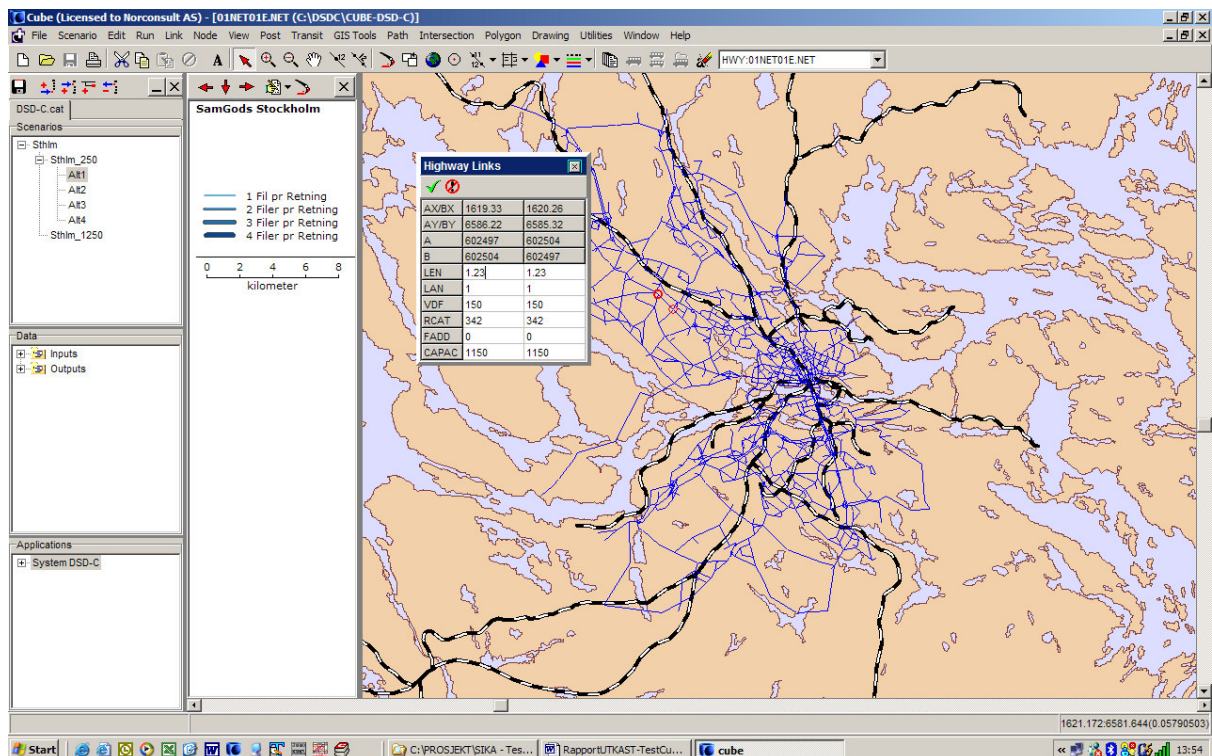 Cube (Licensed to Norconsult AS) - [01NET01E.NET (C:\DSDC\CUBE-DSD-C)]
File Scenario Edit Run Link Node View Post Transit GIS Tools Path Intersection Polygon Drawing Utilities Window Help
A
HWY:01NET01E.NET
DSD-C.cat
Scenarios
Sthlm
Sthlm_250
Alt1
Alt2
Alt3
Alt4
Sthlm_1250
Data
Inputs
Outputs
Applications
System DSD-C
SamGods Stockholm
1 Fil pr Retning
2 Filer pr Retning
3 Filer pr Retning
4 Filer pr Retning
0 2 4 6 8
kilometer
Highway Links
AX/BX 1619.33 1620.26
AY/BY 6586.22 6585.32
A 602497 602504
B 602504 602497
LEN 1.23 1.23
LAN 1 1
VDF 150 150
RCAT 342 342
FADD 0 0
CAPAC 1150 1150
1621.172:6581.644(0.05790503)
Start
C:\PROSJEKT\SIKA - Tes...
RapportUTKAST-TestCu...
cube
13:54